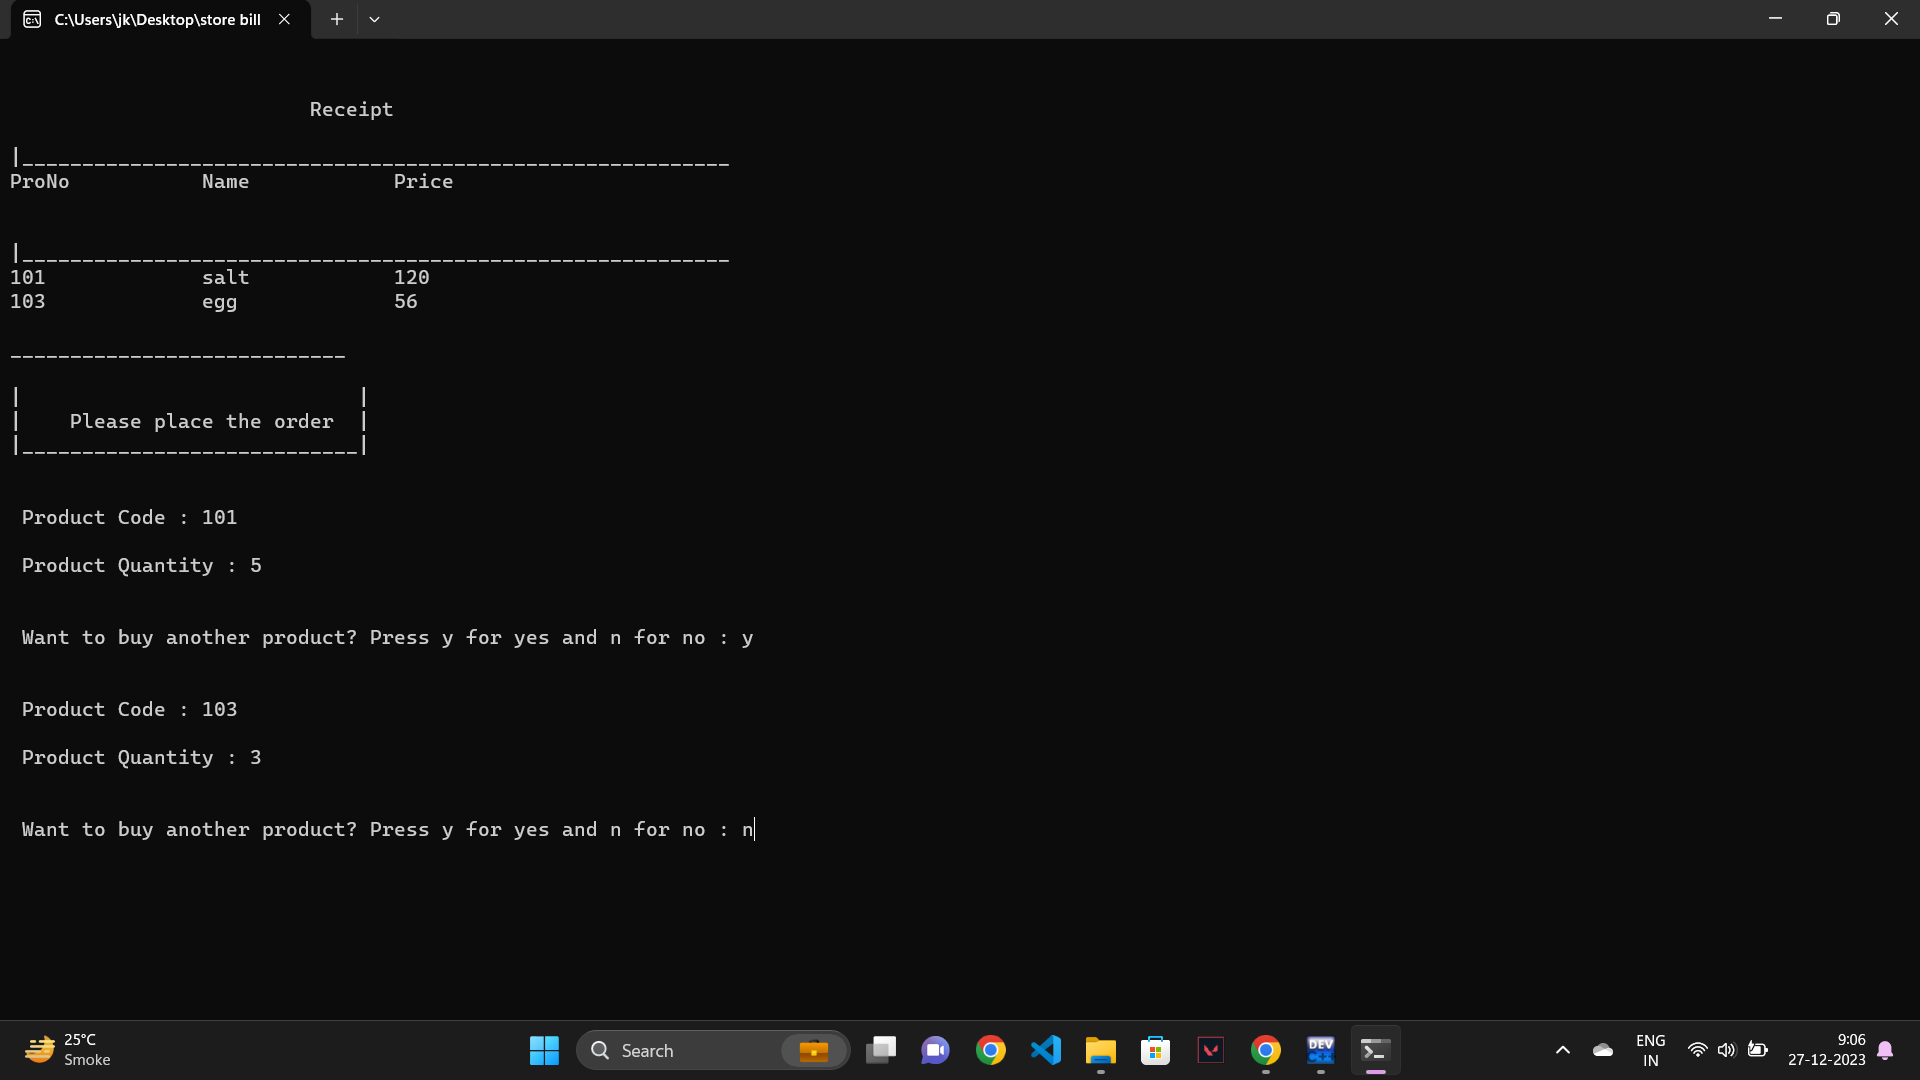 C:\Users\jk\Desktop\store bill
Receipt
|___________________________________________________________
ProNo Name Price
|___________________________________________________________
101 salt 120
103 egg 56
____________________________
| |
| Please place the order |
|____________________________|
Product Code : 101
Product Quantity : 5
Want to buy another product? Press y for yes and n for no : y
Product Code : 103
Product Quantity : 3
Want to buy another product? Press y for yes and n for no : n
25°C
Smoke
Search
DEV
ENG
IN
9:06
27-12-2023